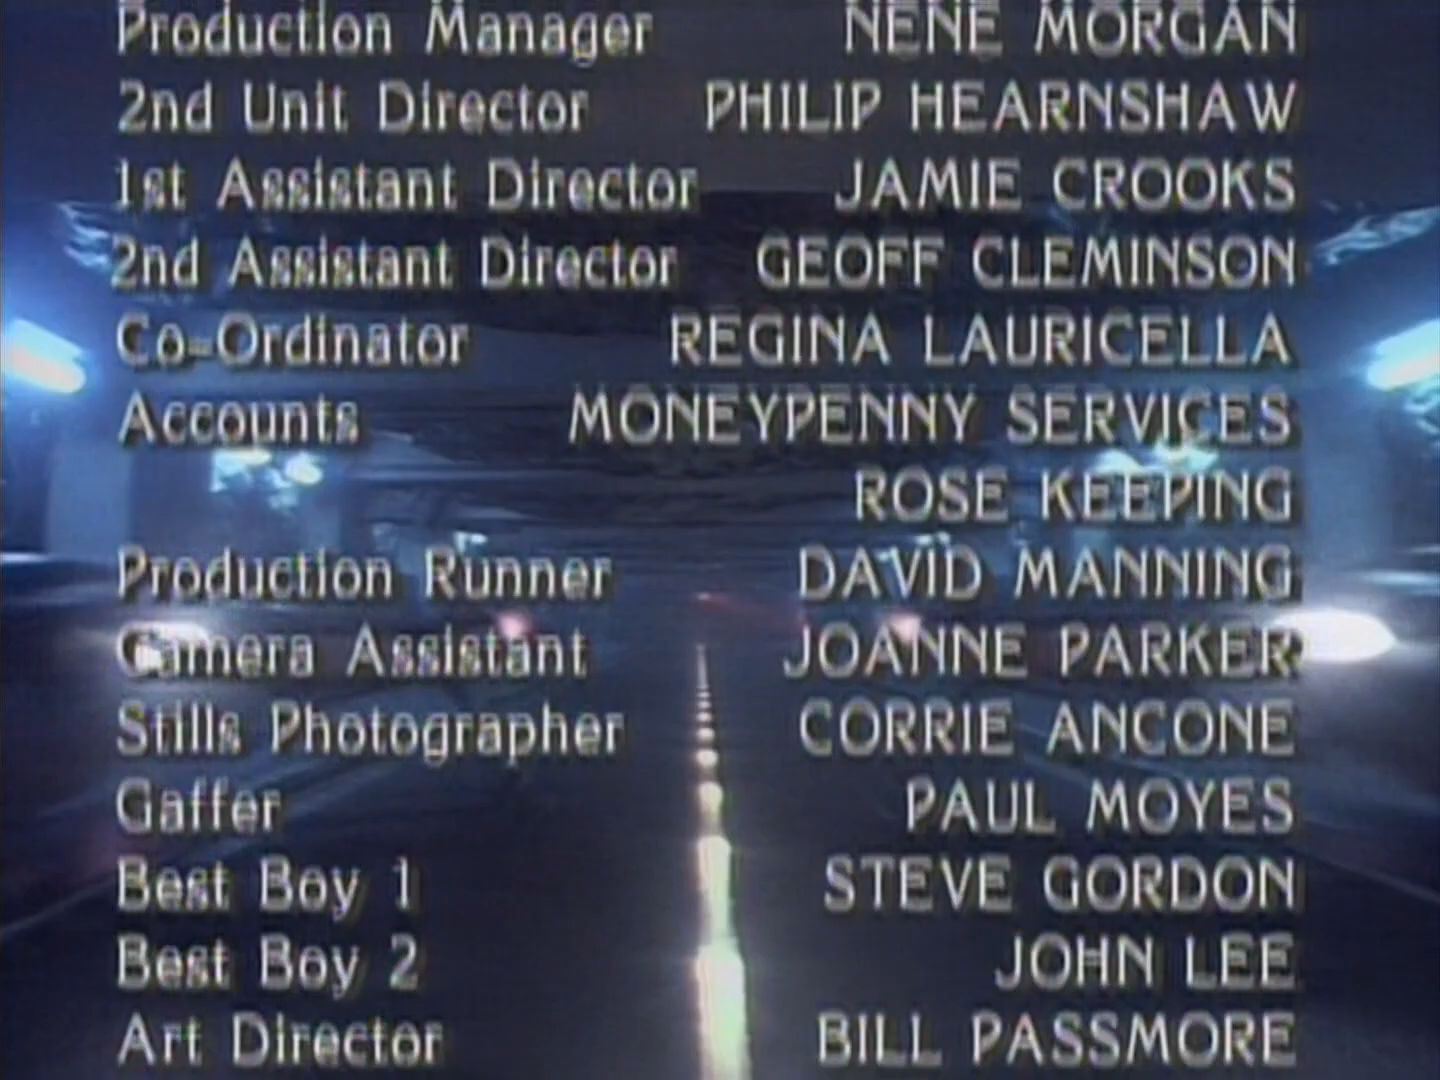 Production Manager NENE MORGAN
2nd Unit Director PHILIP HEARNSHAW
1st Assistant Director JAMIE CROOKS
2nd Assistant Director GEOFF CLEMINSON
Co-Ordinator REGINA LAURICELLA
Accounts MONEYPENNY SERVICES
ROSE KEEPING
Production Runner DAVID MANNING
Camera Assistant JOANNE PARKER
Stills Photographer CORRIE ANCONE
Gaffer PAUL MOYES
Best Boy 1 STEVE GORDON
Best Boy 2 JOHN LEE
Art Director BILL PASSMORE